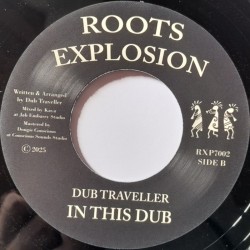 ROOTS
EXPLOSION
Written & Arranged
by Dub Traveller
Mixed by Kawa
at Jah Embassy Studio
Mastered by
Dougie Conscious
at Conscious Sounds Studio
© 2025
RXP7002
SIDE B
DUB TRAVELLER
IN THIS DUB